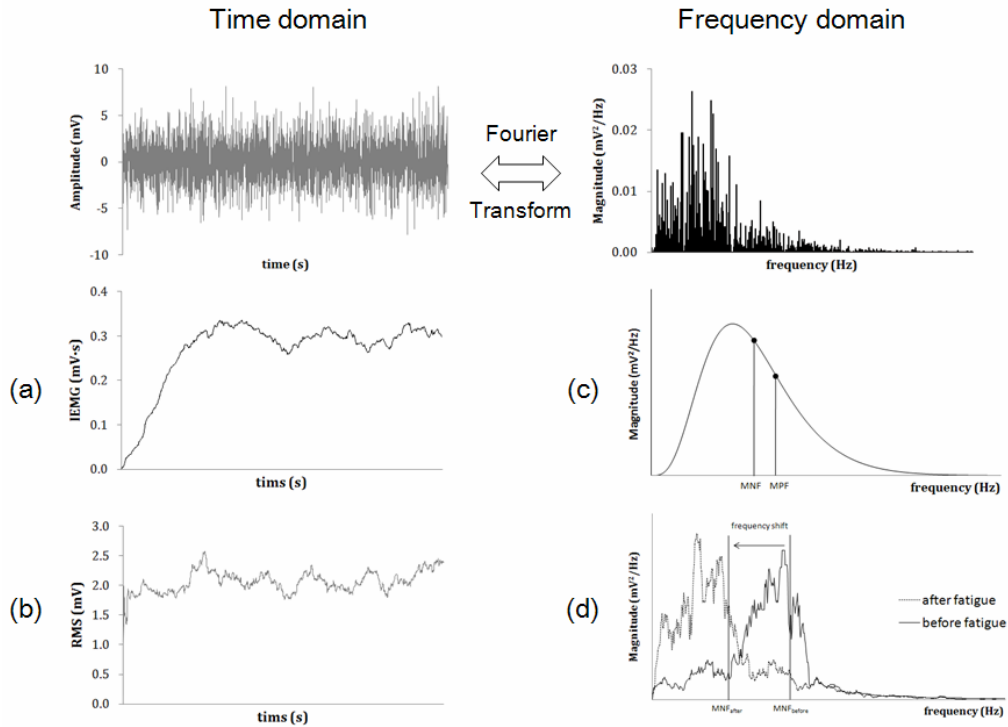 Time domain
Frequency domain
10
5
0
-5
-10
Amplitude (mV)
time (s)
Fourier
Transform
0.03
0.02
0.01
0.00
Magnitude (mV²/Hz)
frequency (Hz)
(a)
0.4
0.3
0.2
0.1
0.0
IEMG (mV·s)
tims (s)
(c)
Magnitude (mV²/Hz)
MNF
MPF
frequency (Hz)
(b)
3.0
2.5
2.0
1.5
1.0
0.5
0.0
RMS (mV)
tims (s)
(d)
Magnitude (mV²/Hz)
frequency shift
after fatigue
before fatigue
MNFafter
MNFbefore
frequency (Hz)